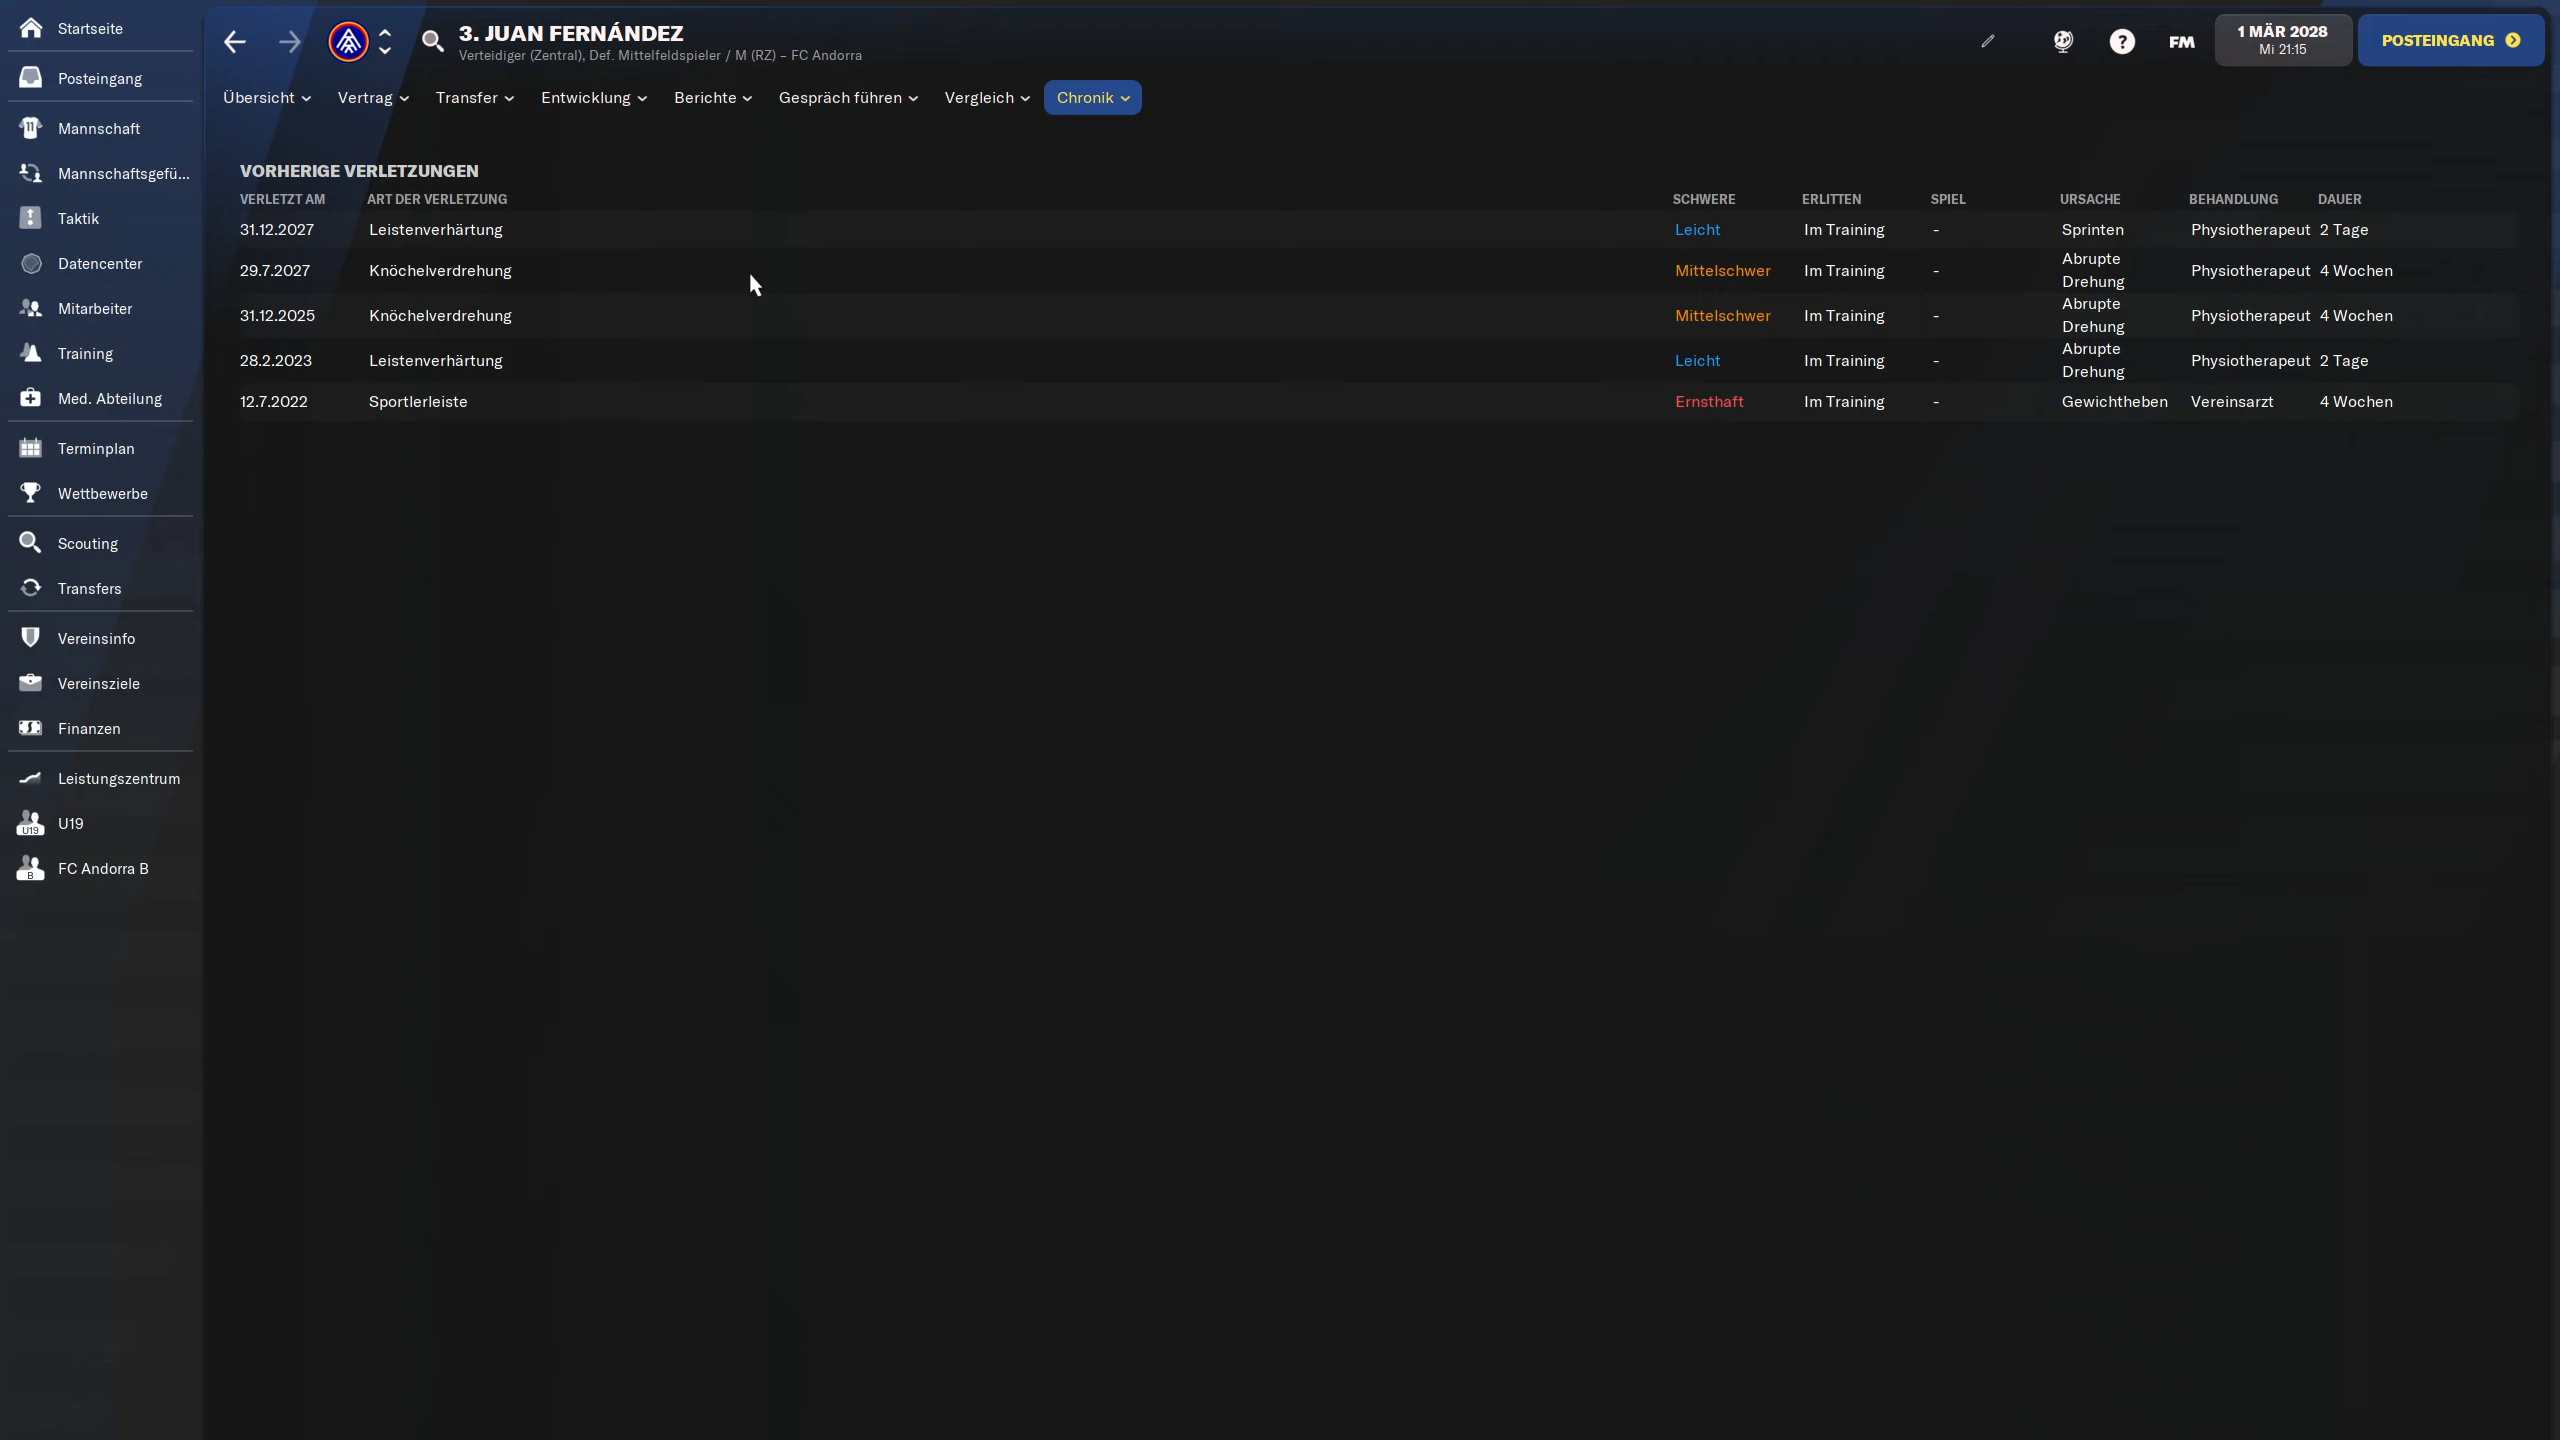 Startseite
Posteingang
Mannschaft
Mannschaftsgefü...
Taktik
Datencenter
Mitarbeiter
Training
Med. Abteilung
Terminplan
Wettbewerbe
Scouting
Transfers
Vereinsinfo
Vereinsziele
Finanzen
Leistungszentrum
U19 U19
B FC Andorra B
3. JUAN FERNÁNDEZ
Verteidiger (Zentral), Def. Mittelfeldspieler / M (RZ) - FC Andorra
? FM
1 MÄR 2028
Mi 21:15
POSTEINGANG
Übersicht Vertrag Transfer Entwicklung Berichte Gespräch führen Vergleich Chronik
VORHERIGE VERLETZUNGEN
VERLETZT AM ART DER VERLETZUNG SCHWERE ERLITTEN SPIEL URSACHE BEHANDLUNG DAUER
31.12.2027 Leistenverhärtung Leicht Im Training - Sprinten Physiotherapeut 2 Tage
29.7.2027 Knöchelverdrehung Mittelschwer Im Training - Abrupte Drehung Physiotherapeut 4 Wochen
31.12.2025 Knöchelverdrehung Mittelschwer Im Training - Abrupte Drehung Physiotherapeut 4 Wochen
28.2.2023 Leistenverhärtung Leicht Im Training - Abrupte Drehung Physiotherapeut 2 Tage
12.7.2022 Sportlerleiste Ernsthaft Im Training - Gewichtheben Vereinsarzt 4 Wochen